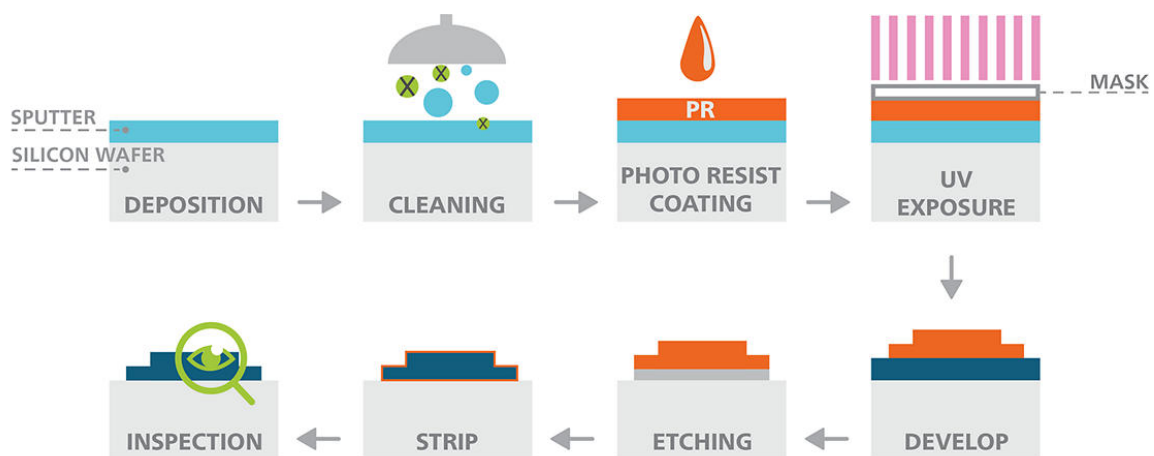 SPUTTER
SILICON WAFER
DEPOSITION
CLEANING
PR
PHOTO RESIST
COATING
MASK
UV
EXPOSURE
INSPECTION
STRIP
ETCHING
DEVELOP